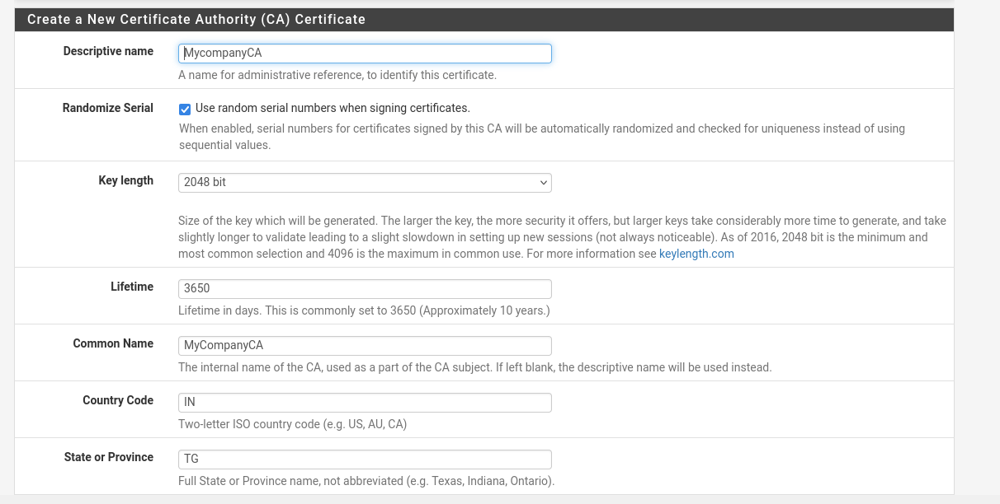 Create a New Certificate Authority (CA) Certificate
Descriptive name
MycompanyCA
A name for administrative reference, to identify this certificate.
Randomize Serial
Use random serial numbers when signing certificates.
When enabled, serial numbers for certificates signed by this CA will be automatically randomized and checked for uniqueness instead of using
sequential values.
Key length
2048 bit
Size of the key which will be generated. The larger the key, the more security it offers, but larger keys take considerably more time to generate, and take
slightly longer to validate leading to a slight slowdown in setting up new sessions (not always noticeable). As of 2016, 2048 bit is the minimum and
most common selection and 4096 is the maximum in common use. For more information see keylength.com
Lifetime
3650
Lifetime in days. This is commonly set to 3650 (Approximately 10 years.)
Common Name
MyCompanyCA
The internal name of the CA, used as a part of the CA subject. If left blank, the descriptive name will be used instead.
Country Code
IN
Two-letter ISO country code (e.g. US, AU, CA)
State or Province
TG
Full State or Province name, not abbreviated (e.g. Texas, Indiana, Ontario).